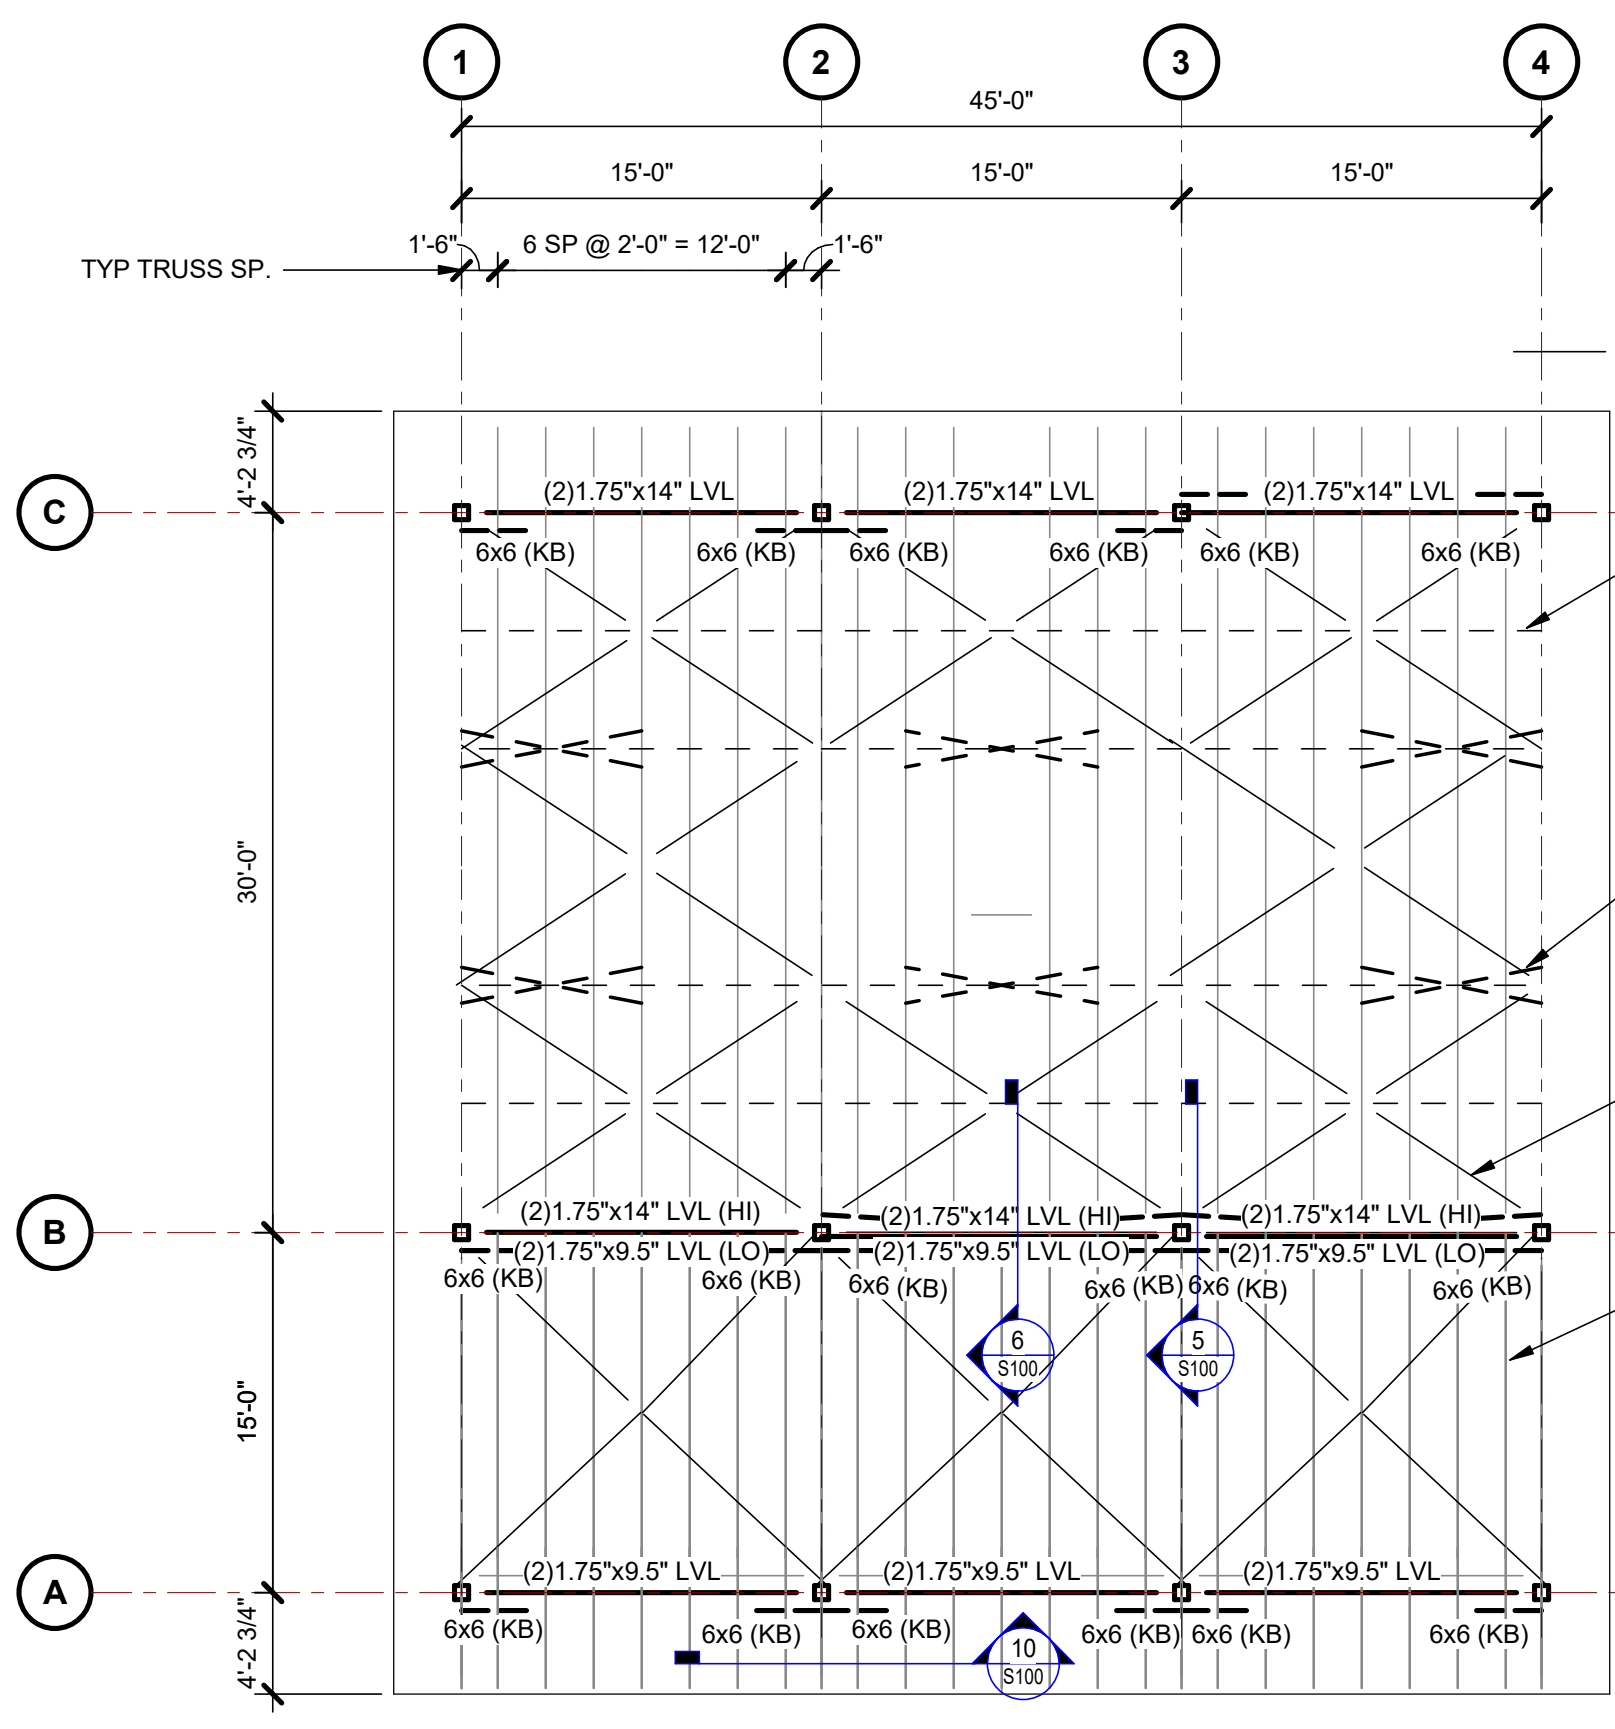 1 2 3 4
45'-0"
15'-0" 15'-0" 15'-0"
1'-6" 6 SP @ 2'-0" = 12'-0" 1'-6"
TYP TRUSS SP.
4'-2 3/4"
C
(2)1.75"x14" LVL (2)1.75"x14" LVL (2)1.75"x14" LVL
6x6 (KB) 6x6 (KB) 6x6 (KB) 6x6 (KB) 6x6 (KB) 6x6 (KB)
30'-0"
B
(2)1.75"x14" LVL (HI) (2)1.75"x14" LVL (HI) (2)1.75"x14" LVL (HI)
(2)1.75"x9.5" LVL (LO) (2)1.75"x9.5" LVL (LO) (2)1.75"x9.5" LVL (LO)
6x6 (KB) 6x6 (KB) 6x6 (KB) 6x6 (KB) 6x6 (KB) 6x6 (KB)
6 5
S100 S100
15'-0"
A
(2)1.75"x9.5" LVL (2)1.75"x9.5" LVL (2)1.75"x9.5" LVL
6x6 (KB) 6x6 (KB) 6x6 (KB) 6x6 (KB) 6x6 (KB) 6x6 (KB)
4'-2 3/4"
10
S100